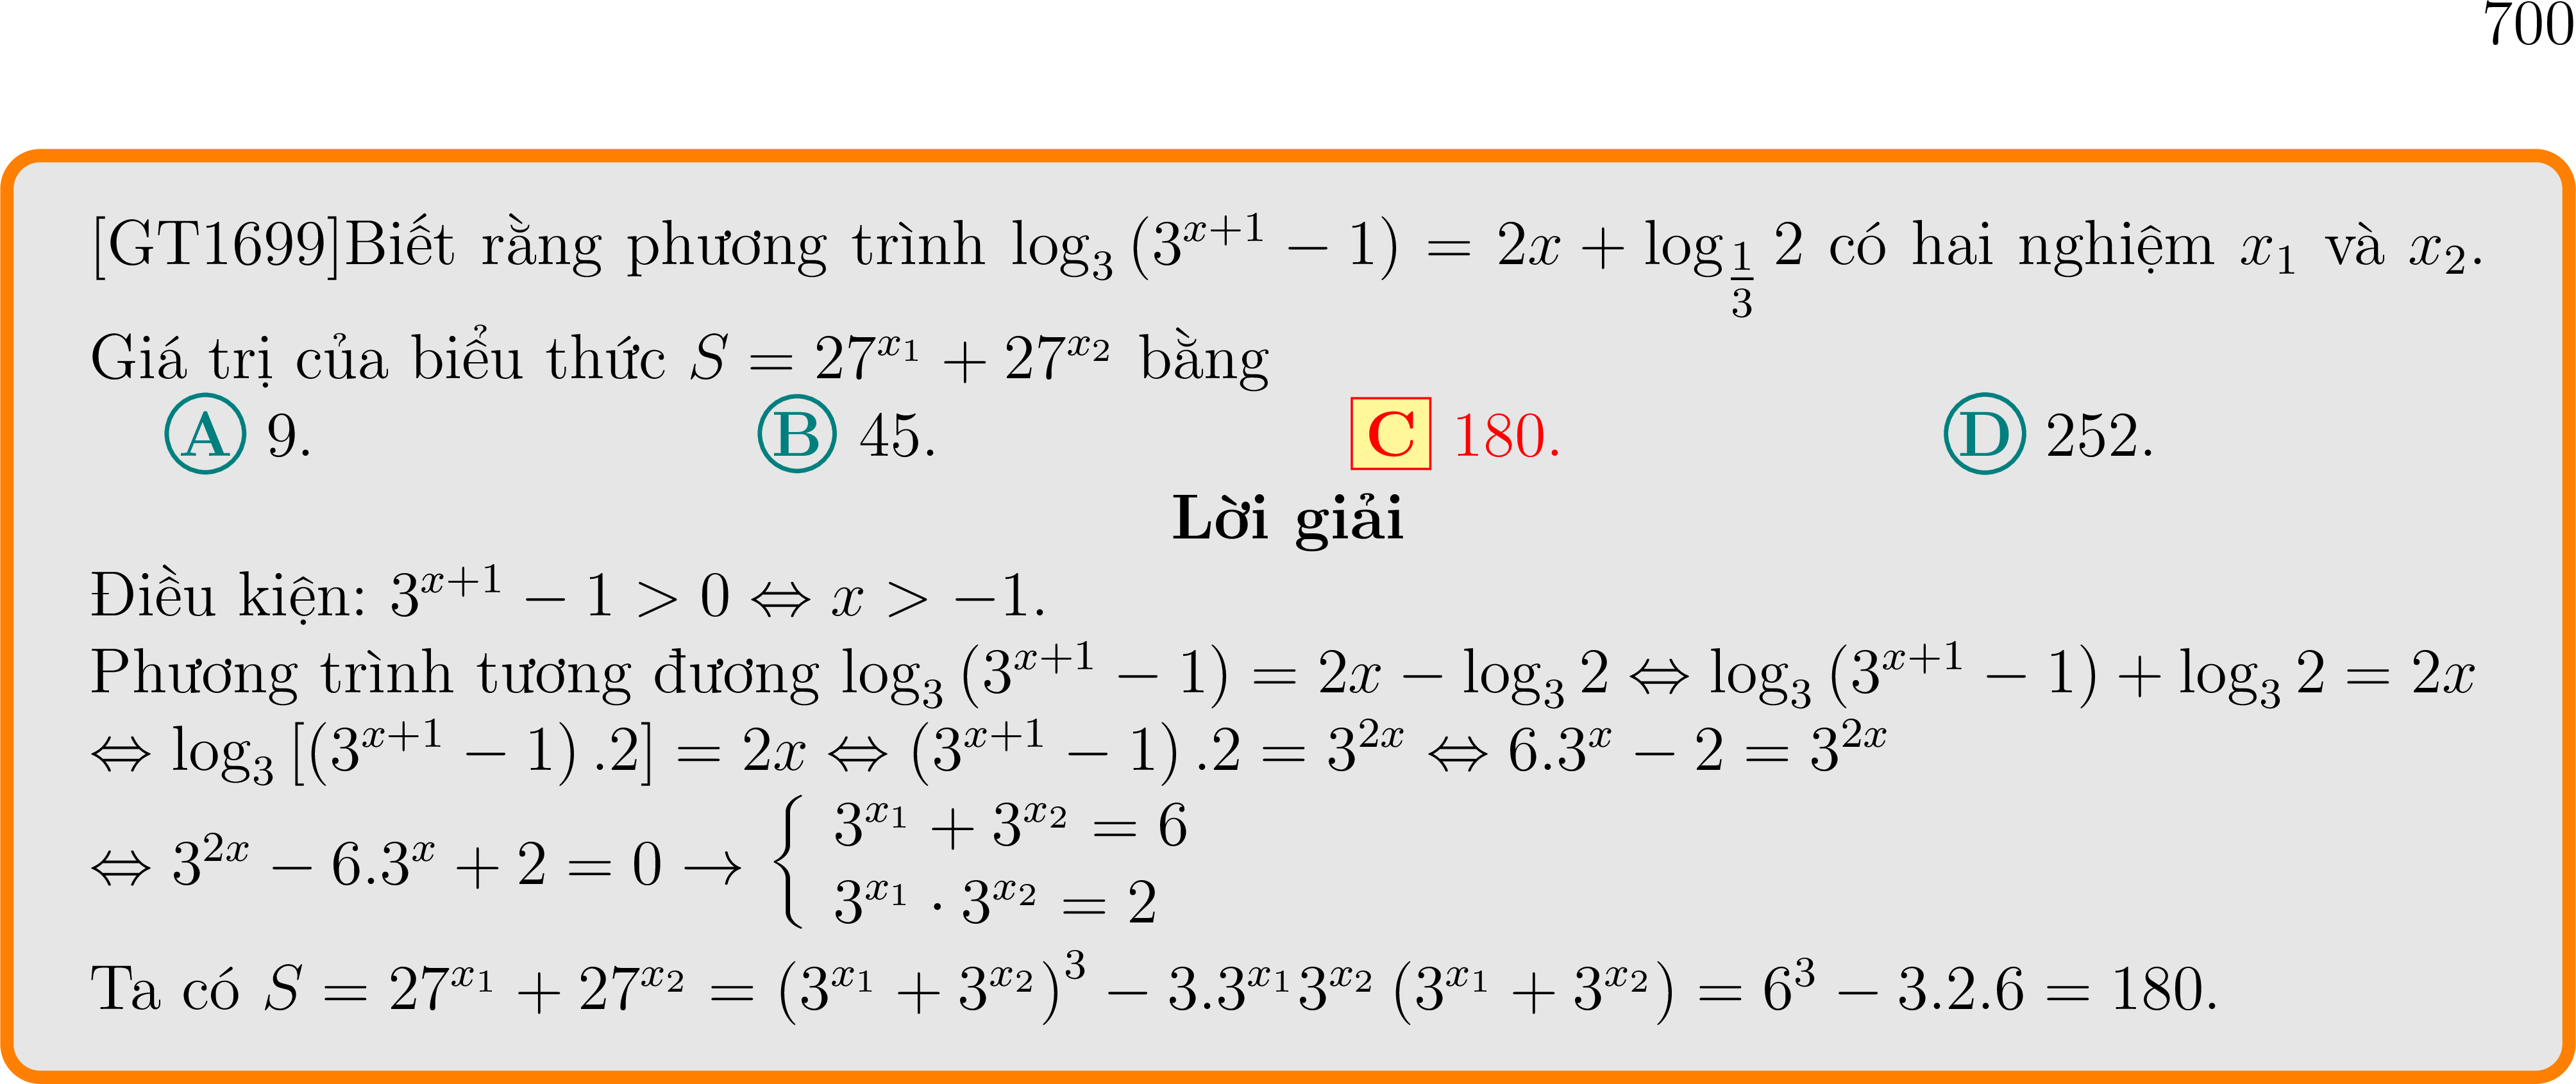 700
[GT1699]Biết rằng phương trình $\log_3\left(3^{x+1}-1\right)=2x+\log_{\frac{1}{3}}2$ có hai nghiệm $x_1$ và $x_2$.
Giá trị của biểu thức $S=27^{x_1}+27^{x_2}$ bằng
A 9. B 45. C 180. D 252.
Lời giải
Điều kiện: $3^{x+1}-1>0\Leftrightarrow x>-1$.
Phương trình tương đương $\log_3\left(3^{x+1}-1\right)=2x-\log_3 2\Leftrightarrow \log_3\left(3^{x+1}-1\right)+\log_3 2=2x$
$\Leftrightarrow \log_3\left[\left(3^{x+1}-1\right).2\right]=2x\Leftrightarrow \left(3^{x+1}-1\right).2=3^{2x}\Leftrightarrow 6.3^x-2=3^{2x}$
$\Leftrightarrow 3^{2x}-6.3^x+2=0\rightarrow \begin{cases}3^{x_1}+3^{x_2}=6\\3^{x_1}\cdot 3^{x_2}=2\end{cases}$
Ta có $S=27^{x_1}+27^{x_2}=\left(3^{x_1}+3^{x_2}\right)^3-3.3^{x_1}3^{x_2}\left(3^{x_1}+3^{x_2}\right)=6^3-3.2.6=180$.